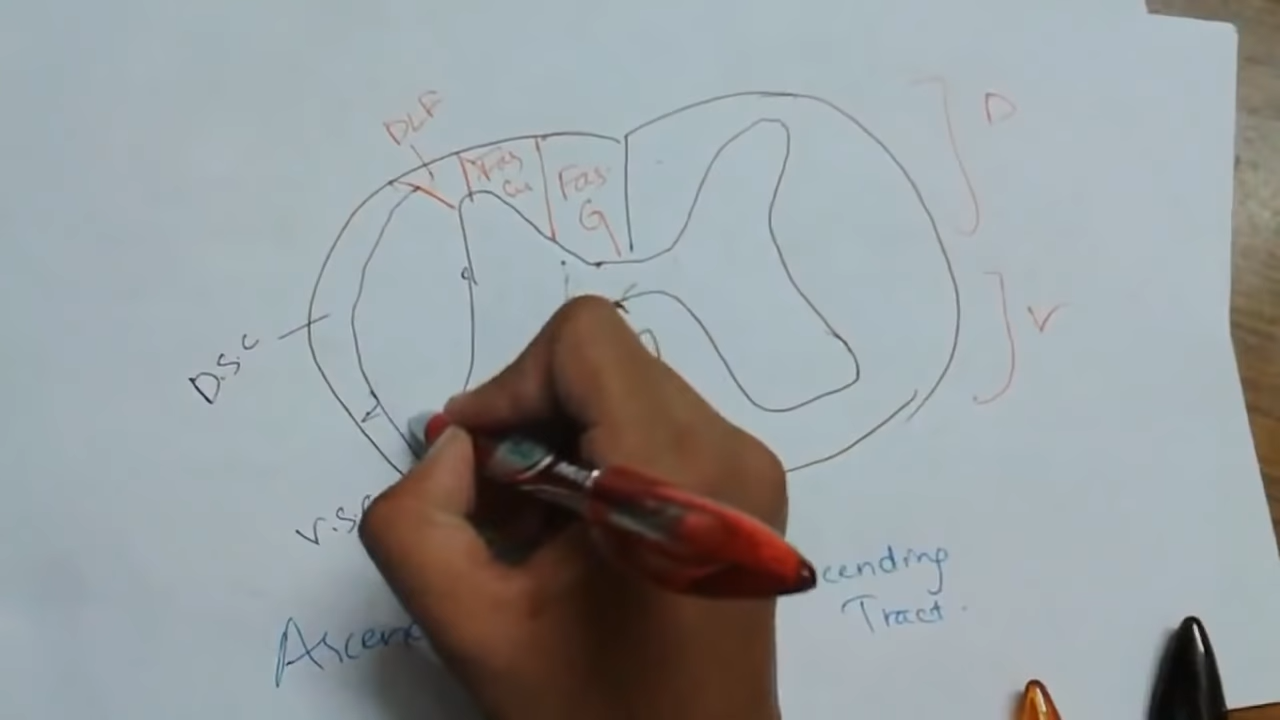 DLF
Fas
Cu
Fas
G
D
V
D.S.C
V.S.
Ascen
cending
Tract.